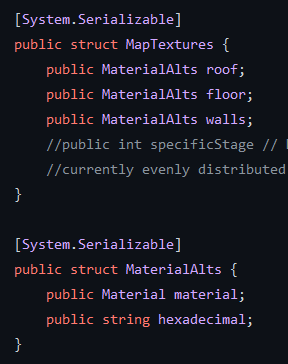 [System.Serializable]
public struct MapTextures {
public MaterialAlts roof;
public MaterialAlts floor;
public MaterialAlts walls;
//public int specificStage //
//currently evenly distributed
}
[System.Serializable]
public struct MaterialAlts {
public Material material;
public string hexadecimal;
}